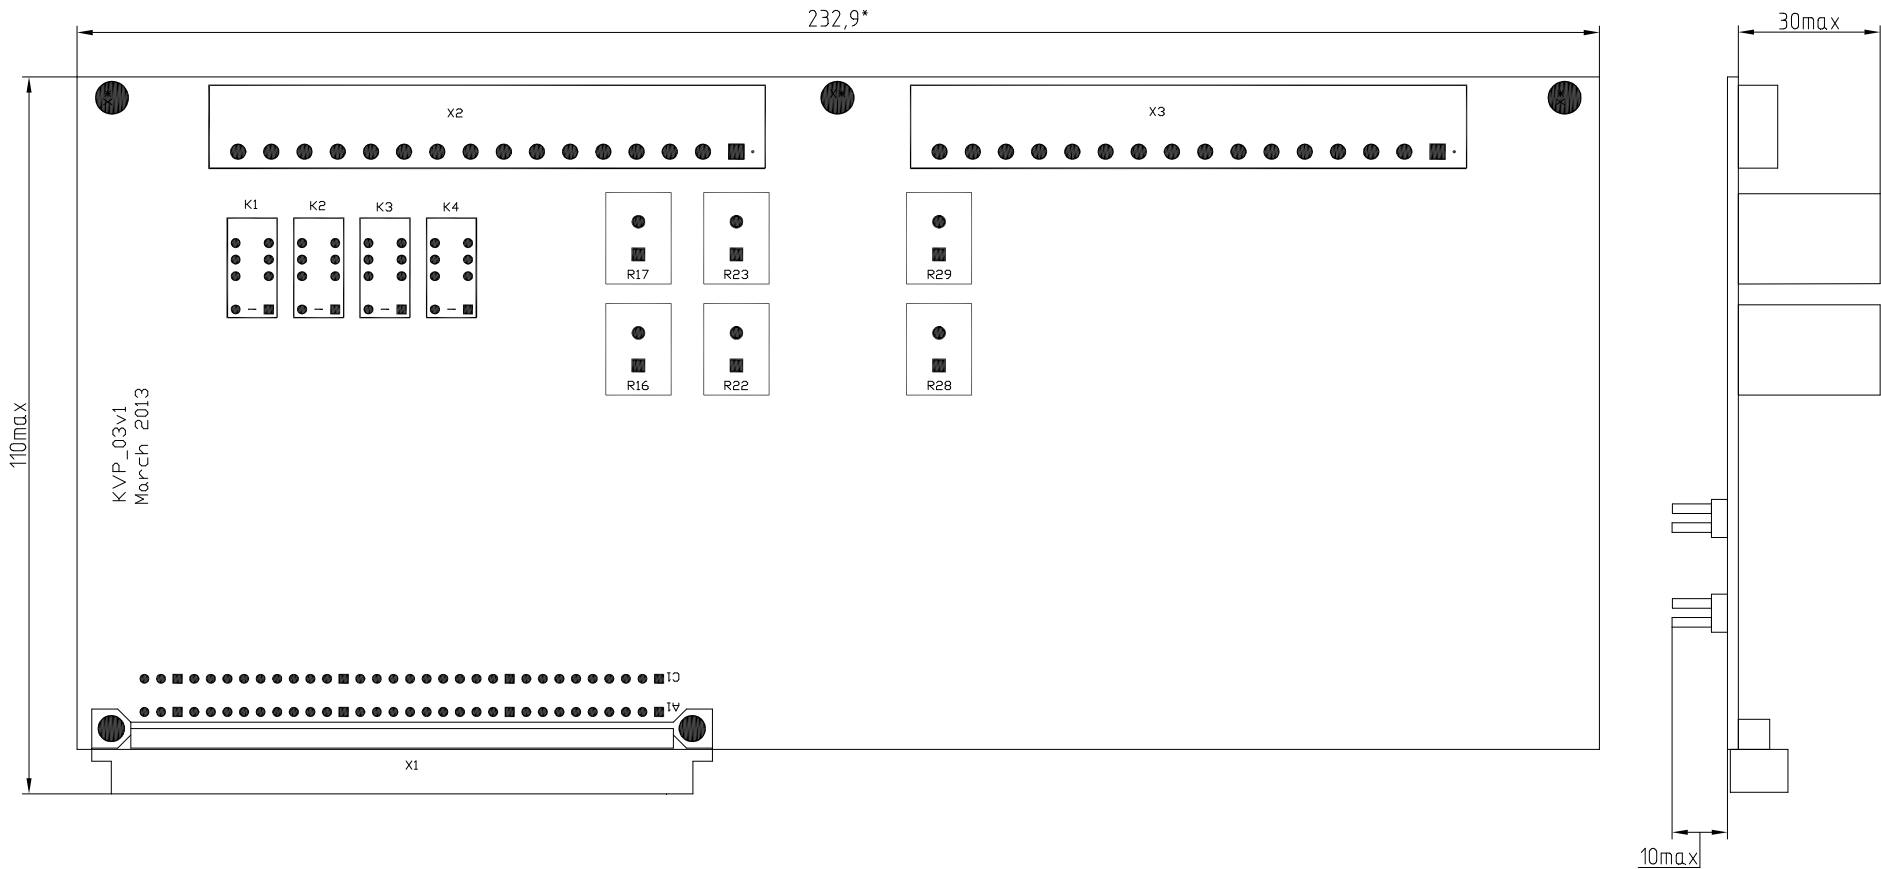 232,9*
30max
X*
X*
X*
X2
X3
K1 K2 K3 K4
R17 R23 R29
R16 R22 R28
110max
KVP_03v1
March 2013
C1
A1
X1
10max